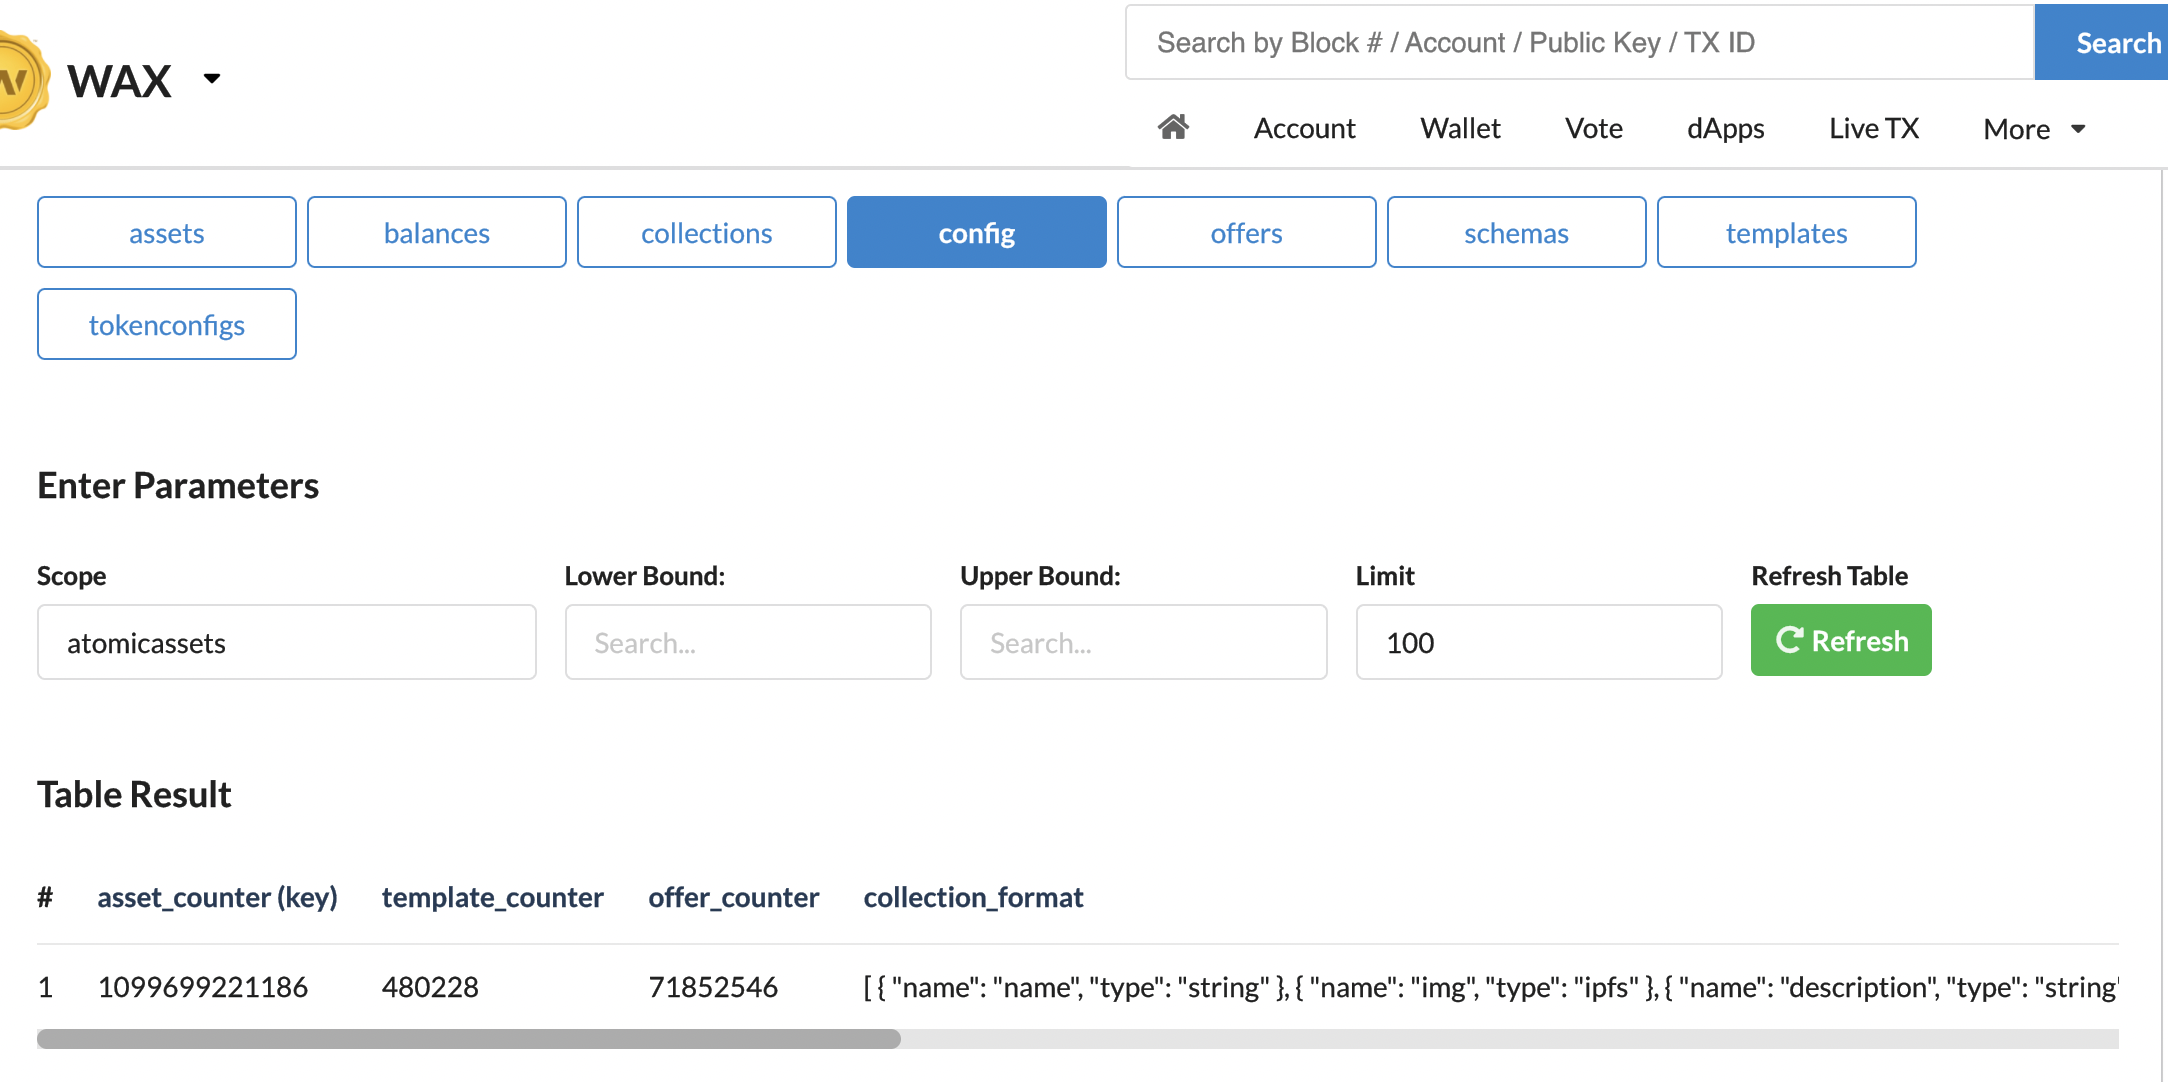 WAX
Search by Block # / Account / Public Key / TX ID
Search
Account Wallet Vote dApps Live TX More
assets balances collections config offers schemas templates
tokenconfigs
Enter Parameters
Scope Lower Bound: Upper Bound: Limit Refresh Table
atomicassets Search... Search... 100 Refresh
Table Result
# asset_counter (key) template_counter offer_counter collection_format
1 1099699221186 480228 71852546 [ { "name": "name", "type": "string" }, { "name": "img", "type": "ipfs" }, { "name": "description", "type": "string"